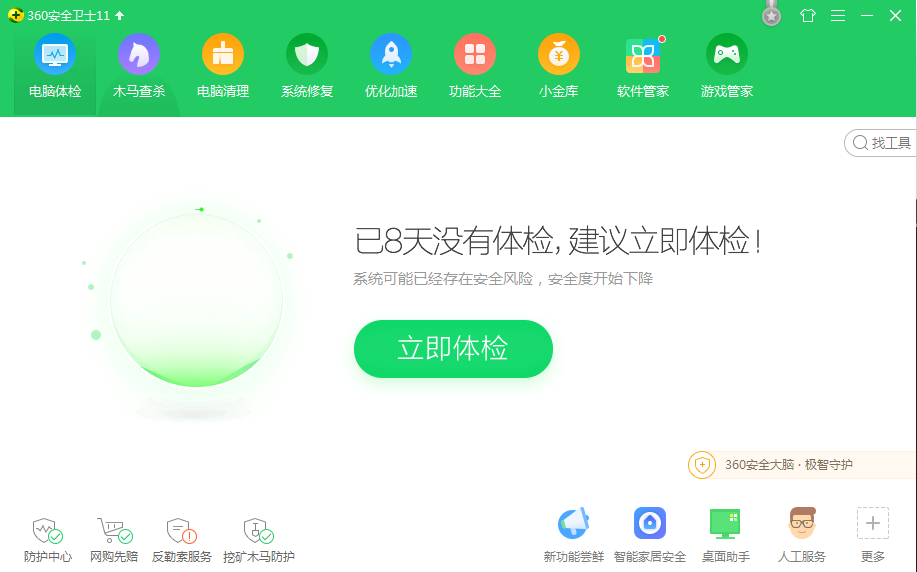 360安全卫士11
电脑体检 木马查杀 电脑清理 系统修复 优化加速 功能大全 小金库 软件管家 游戏管家
找工具
已8天没有体检, 建议立即体检!
系统可能已经存在安全风险，安全度开始下降
立即体检
360安全大脑 · 极智守护
防护中心 网购先赔 反勒索服务 挖矿木马防护 新功能尝鲜 智能家居安全 桌面助手 人工服务 更多